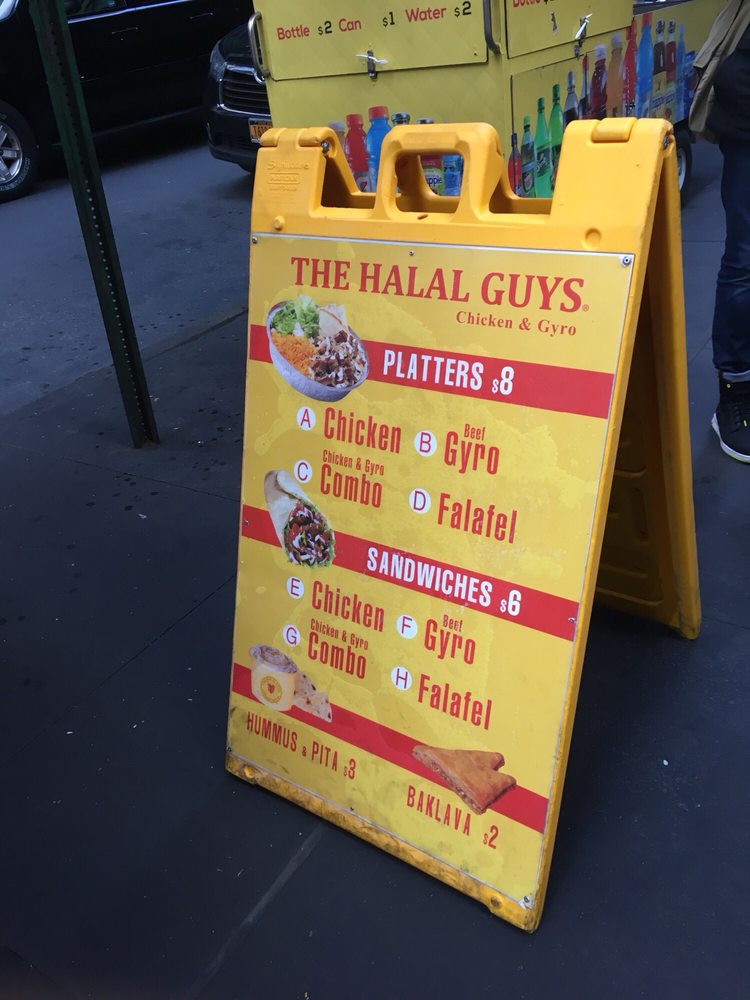 Bottle $2 Can $1 Water $2
Signature
THE HALAL GUYS®
Chicken & Gyro
PLATTERS $8
A Chicken B Beef Gyro
C Chicken & Gyro Combo D Falafel
SANDWICHES $6
E Chicken F Beef Gyro
G Chicken & Gyro Combo H Falafel
HUMMUS & PITA $3
BAKLAVA $2